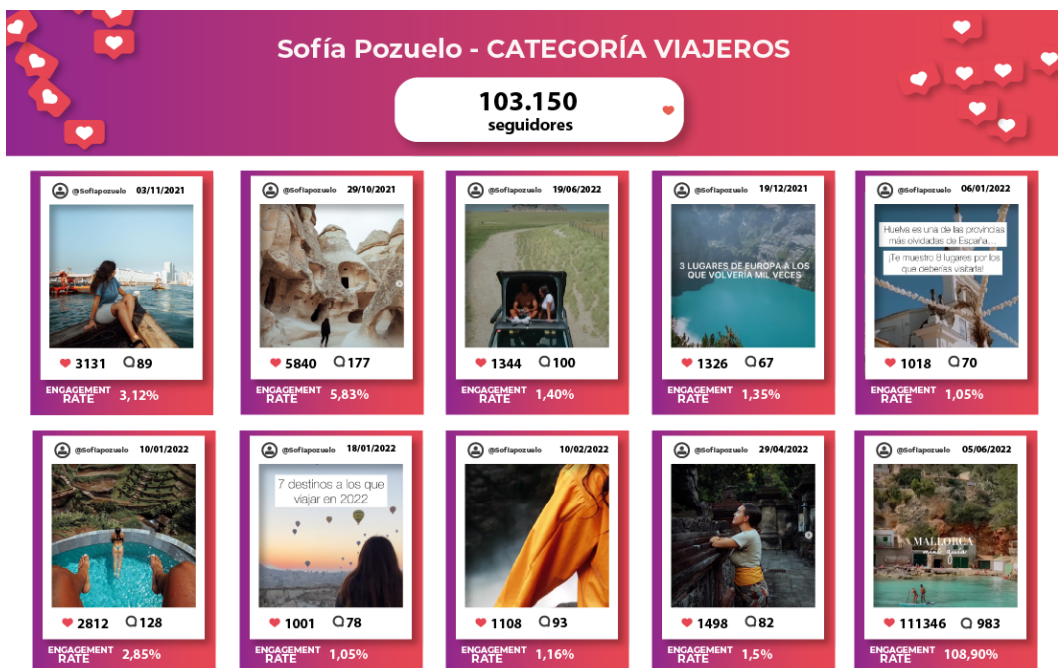 Sofía Pozuelo - CATEGORÍA VIAJEROS
103.150
seguidores
@Sofiapozuelo 03/11/2021
3131 89
ENGAGEMENT
RATE 3,12%
@Sofiapozuelo 29/10/2021
5840 177
ENGAGEMENT
RATE 5,83%
@Sofiapozuelo 19/06/2022
1344 100
ENGAGEMENT
RATE 1,40%
@Sofiapozuelo 19/12/2021
3 LUGARES DE EUROPA A LOS
QUE VOLVERÍA MIL VECES
1326 67
ENGAGEMENT
RATE 1,35%
@Sofiapozuelo 06/01/2022
Huelva es una de las provincias
más olvidadas de España...
¡Te muestro 8 lugares por los
que deberías visitarla!
1018 70
ENGAGEMENT
RATE 1,05%
@Sofiapozuelo 10/01/2022
2812 128
ENGAGEMENT
RATE 2,85%
@Sofiapozuelo 18/01/2022
7 destinos a los que
viajar en 2022
1001 78
ENGAGEMENT
RATE 1,05%
@Sofiapozuelo 10/02/2022
1108 93
ENGAGEMENT
RATE 1,16%
@Sofiapozuelo 29/04/2022
1498 82
ENGAGEMENT
RATE 1,5%
@Sofiapozuelo 05/06/2022
MALLORCA
mini guía
111346 983
ENGAGEMENT
RATE 108,90%